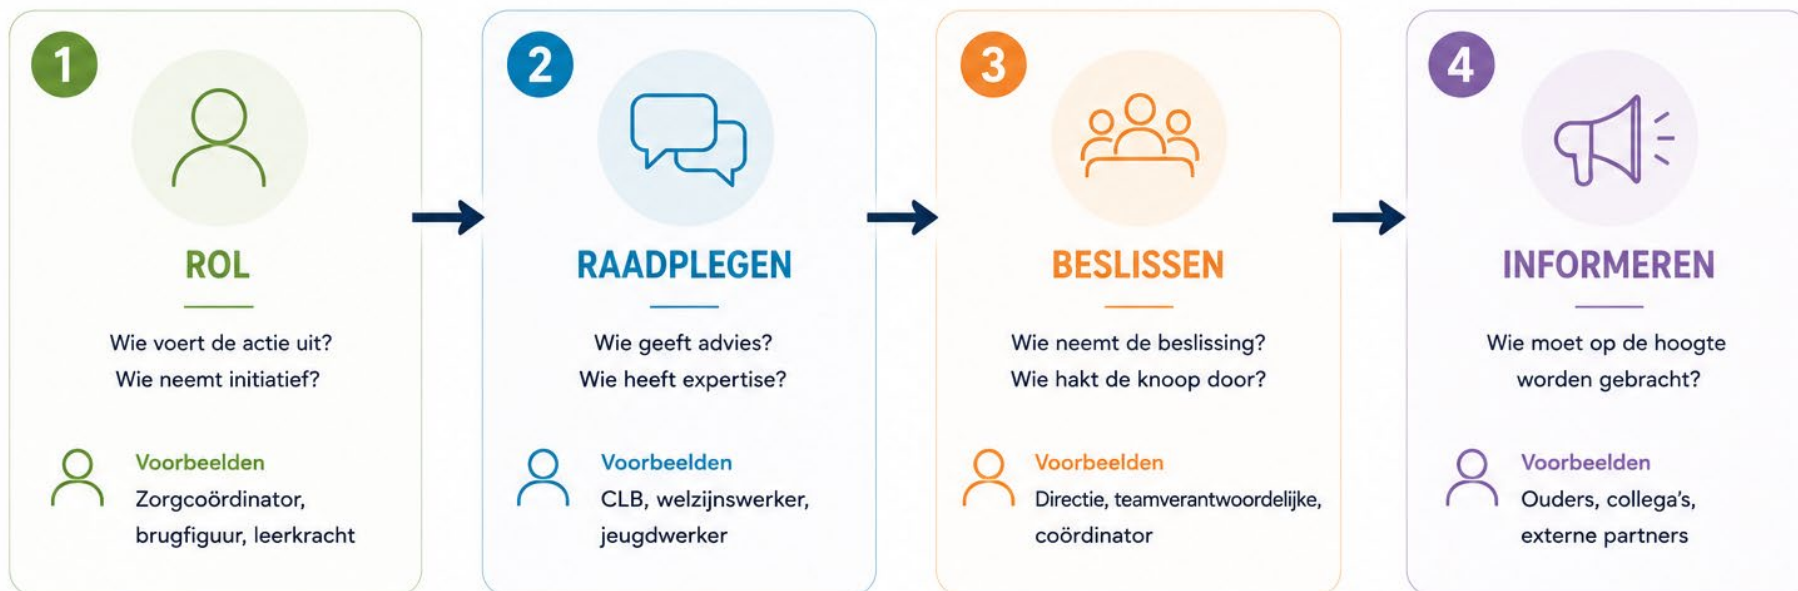 1
ROL
Wie voert de actie uit?
Wie neemt initiatief?
Voorbeelden
Zorgcoördinator,
brugfiguur, leerkracht
2
RAADPLEGEN
Wie geeft advies?
Wie heeft expertise?
Voorbeelden
CLB, welzijnswerker,
jeugdwerker
3
BESLISSEN
Wie neemt de beslissing?
Wie hakt de knoop door?
Voorbeelden
Directie, teamverantwoordelijke,
coördinator
4
INFORMEREN
Wie moet op de hoogte
worden gebracht?
Voorbeelden
Ouders, collega's,
externe partners